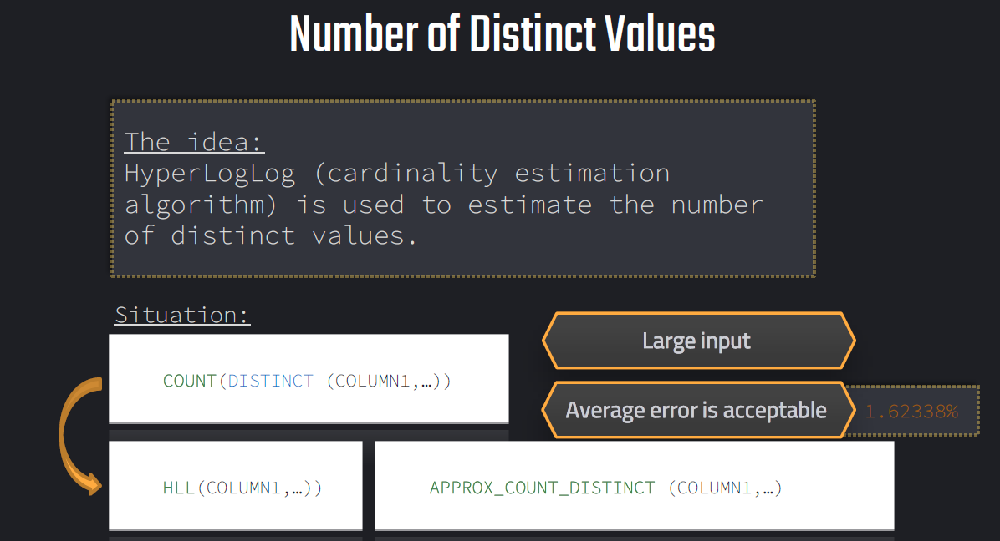 Number of Distinct Values
The idea:
HyperLogLog (cardinality estimation
algorithm) is used to estimate the number
of distinct values.
Situation:
Large input
COUNT(DISTINCT (COLUMN1,…))
Average error is acceptable
1.62338%
HLL(COLUMN1,…))
APPROX_COUNT_DISTINCT (COLUMN1,…)